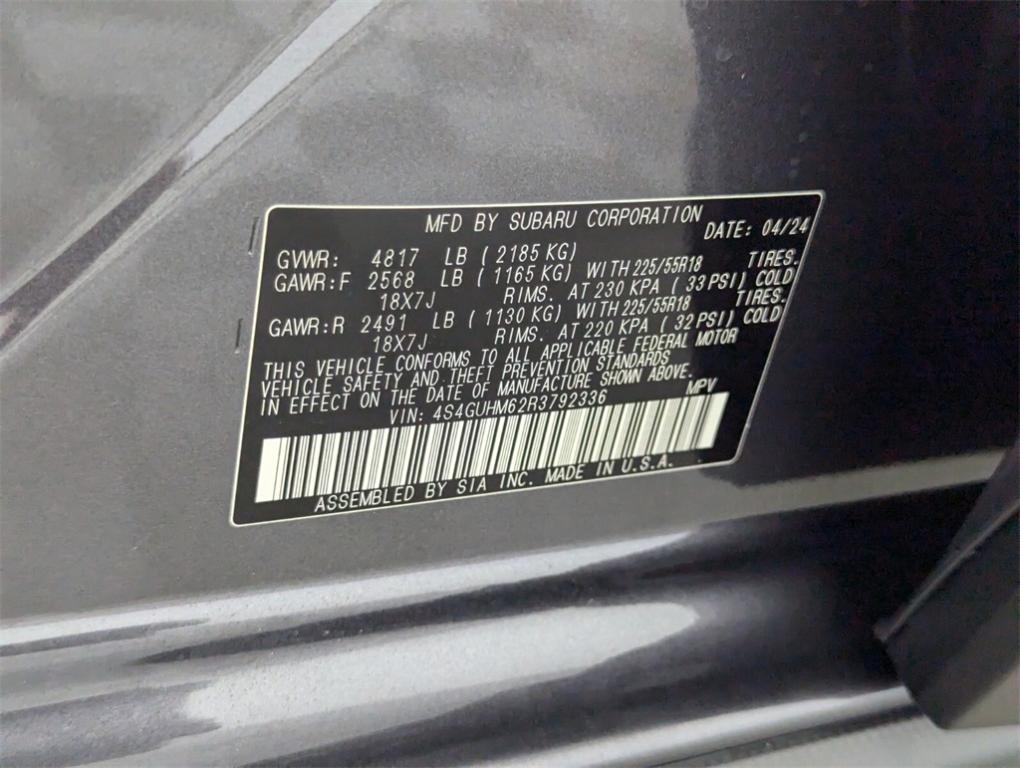 MFD BY SUBARU CORPORATION DATE: 04/24
GVWR: 4817 LB ( 2185 KG)
GAWR:F 2568 LB ( 1165 KG) WITH 225/55R18 TIRES.
18X7J RIMS. AT 230 KPA ( 33 PSI) COLD
GAWR:R 2491 LB ( 1130 KG) WITH 225/55R18 TIRES.
18X7J RIMS. AT 220 KPA ( 32 PSI) COLD
THIS VEHICLE CONFORMS TO ALL APPLICABLE FEDERAL MOTOR
VEHICLE SAFETY AND THEFT PREVENTION STANDARDS
IN EFFECT ON THE DATE OF MANUFACTURE SHOWN ABOVE.
VIN: 4S4GUHM62R3792336 MPV
ASSEMBLED BY SIA INC. MADE IN U.S.A.